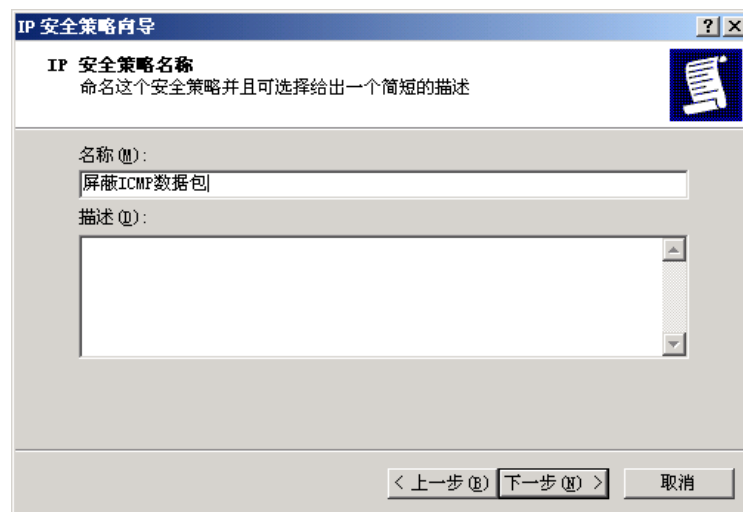 IP 安全策略向导
IP 安全策略名称
命名这个安全策略并且可选择给出一个简短的描述
名称(M):
屏蔽ICMP数据包
描述(D):
< 上一步(B) 下一步(N) > 取消